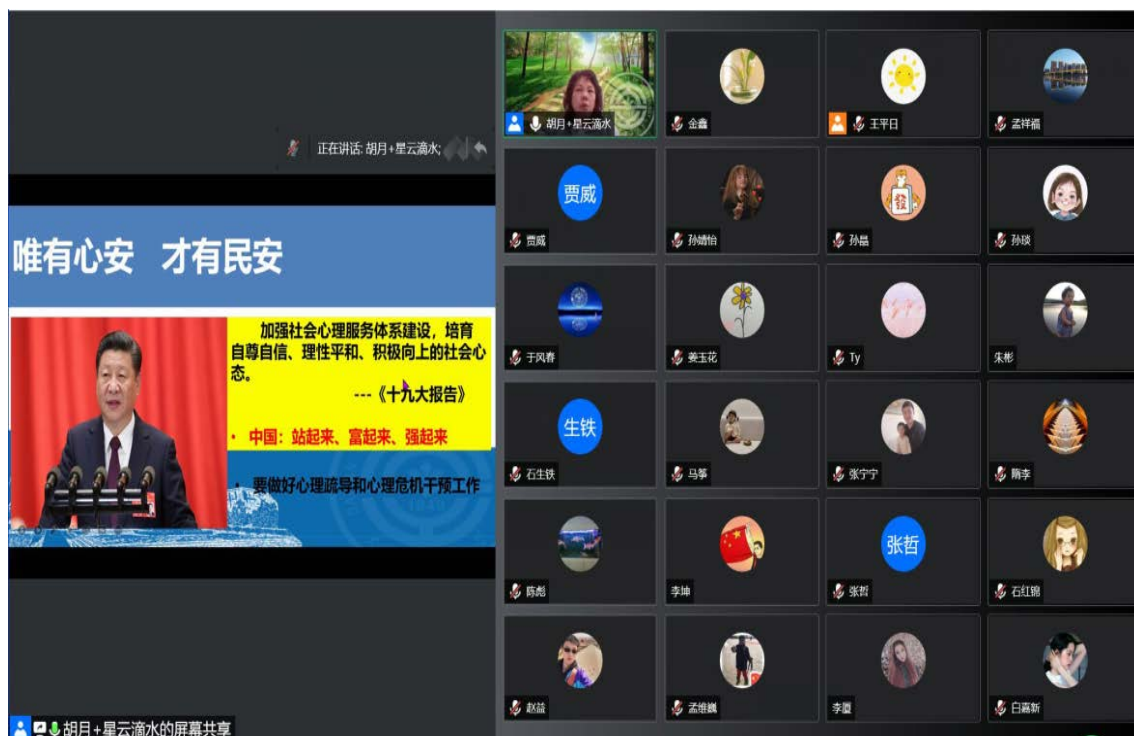 正在讲话: 胡月+星云滴水;
唯有心安 才有民安
加强社会心理服务体系建设，培育
自尊自信、理性平和、积极向上的社会心
态。
---《十九大报告》
• 中国：站起来、富起来、强起来
• 要做好心理疏导和心理危机干预工作
胡月+星云滴水的屏幕共享
胡月+星云滴水
金鑫
王平日
孟祥福
贾威
贾威
孙婧怡
發
孙晶
孙琰
于风春
姜玉花
Ty
朱彬
生铁
石生铁
马筝
张宁宁
隋李
陈彪
李坤
张哲
张哲
石红锦
赵益
孟维巍
李厦
白嘉新